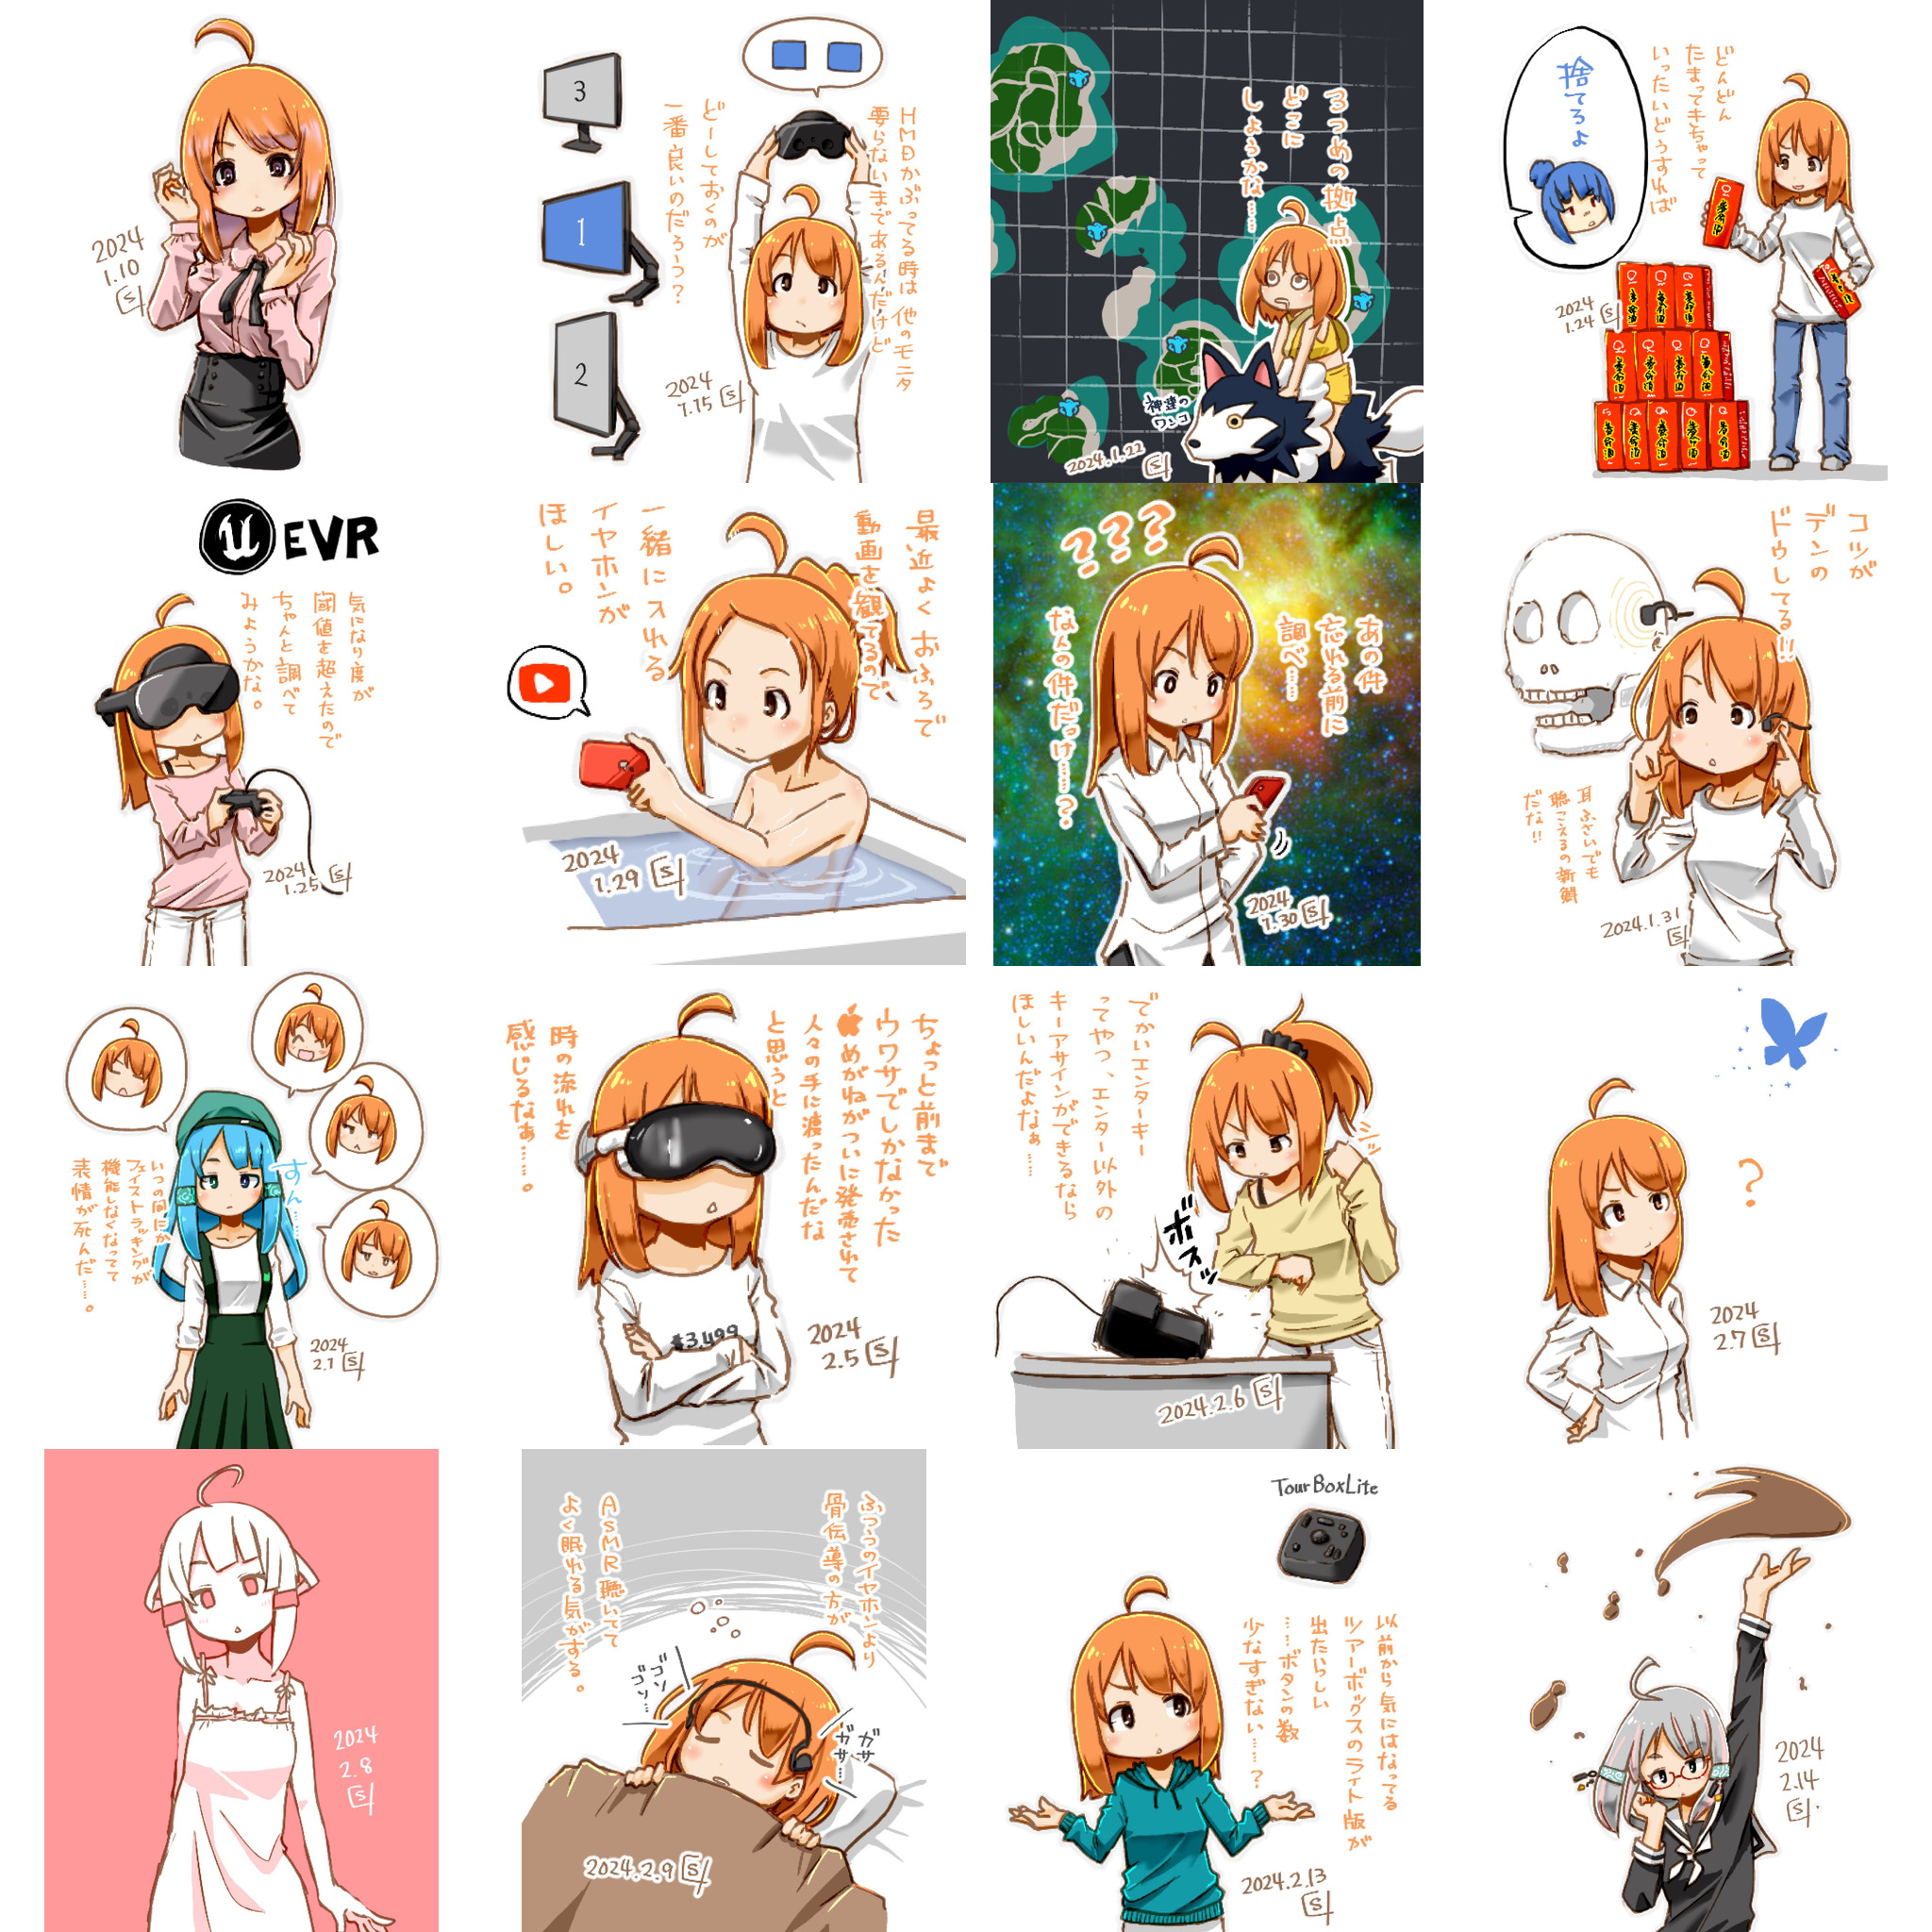 2024
1.10
S
3
1
2
HMDかぶってる時は他のモニタ
要らないまであるんだけど
どーしておくのが
一番良いのだろう?
2024
1.15
S
3つめの拠点
どこに
しようかな……
神達の
ワンコ
2024.1.22
S
どんどん
たまってきちゃって
いったいどうすれば
捨てろよ
2024
1.24
S
EVR
気になり度が
閾値を超えたので
ちゃんと調べて
みようかな。
2024
1.25
S
最近よくおふろで
動画を観てるので、
一緒に入れる
イヤホンが
ほしい。
2024
1.29
S
???
あの件
忘れる前に
調べ……
なんの件だっけ……?
2024
1.30
S
コツが
デンの
ドウしてる!!
耳ふさいでも
聴こえるの新鮮
だな!!
2024.1.31
S
すん……
いつの間にか
フェイストラッキングが
機能しなくなってて
表情が死んだ……。
2024
2.1
S
ちょっと前まで
ウワサでしかなかった
めがねがついに発売されて
人々の手に渡ったんだな
と思うと
時の流れを
感じるなぁ……。
$3,499
2024
2.5
S
でかいエンターキー
ってやつ、エンター以外の
キーアサインができるなら
ほしいんだよなぁ……
ボスッ
2024.2.6
S
?
2024
2.7
S
2024
2.8
S
ふつうのイヤホンより
骨伝導の方が
ASMR聴いてて
よく眠れる気がする。
ゴソ
ゴソ…
ガサ
ガサ…
2024.2.9
S
TourBoxLite
以前から気にはなってる
ツアーボックスのライト版が
出たらしい
……ボタンの数
少なすぎない……?
2024.2.13
S
2024
2.14
S